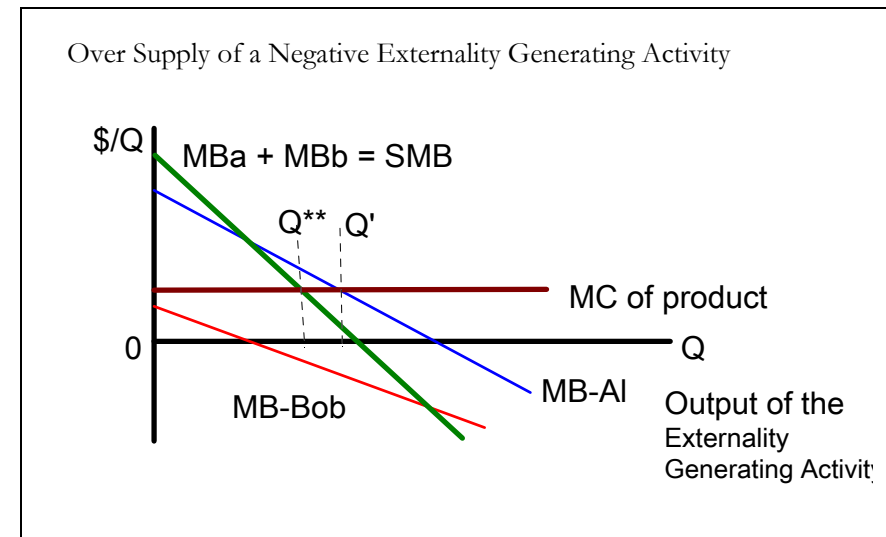 Over Supply of a Negative Externality Generating Activity
$/Q
MBa + MBb = SMB
Q** Q'
MC of product
0
Q
MB-Al
MB-Bob
Output of the
Externality
Generating Activity